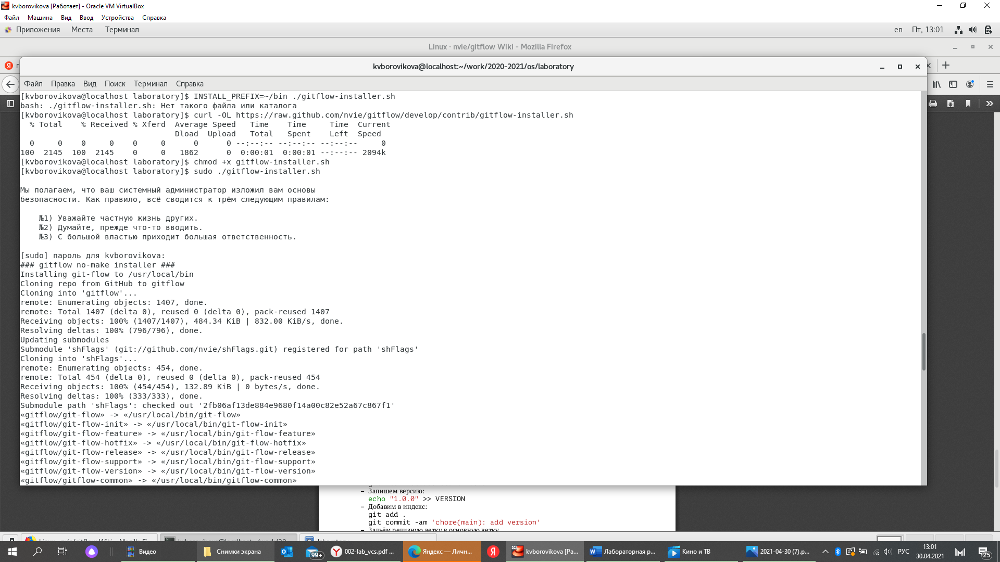 kvborovikova [Работает] - Oracle VM VirtualBox
Файл Машина Вид Ввод Устройства Справка
Приложения Места Терминал en Пт, 13:01
Linux · nvie/gitflow Wiki - Mozilla Firefox
kvborovikova@localhost:~/work/2020-2021/os/laboratory
Файл Правка Вид Поиск Терминал Справка
[kvborovikova@localhost laboratory]$ INSTALL_PREFIX=~/bin ./gitflow-installer.sh
bash: ./gitflow-installer.sh: Нет такого файла или каталога
[kvborovikova@localhost laboratory]$ curl -OL https://raw.github.com/nvie/gitflow/develop/contrib/gitflow-installer.sh
  % Total    % Received % Xferd  Average Speed   Time    Time     Time  Current
                                 Dload  Upload   Total   Spent    Left  Speed
  0     0    0     0    0     0      0      0 --:--:-- --:--:-- --:--:--     0
100  2145  100  2145    0     0   1862      0  0:00:01  0:00:01 --:--:-- 2094k
[kvborovikova@localhost laboratory]$ chmod +x gitflow-installer.sh
[kvborovikova@localhost laboratory]$ sudo ./gitflow-installer.sh
Мы полагаем, что ваш системный администратор изложил вам основы
безопасности. Как правило, всё сводится к трём следующим правилам:
№1) Уважайте частную жизнь других.
№2) Думайте, прежде что-то вводить.
№3) С большой властью приходит большая ответственность.
[sudo] пароль для kvborovikova:
### gitflow no-make installer ###
Installing git-flow to /usr/local/bin
Cloning repo from GitHub to gitflow
Cloning into 'gitflow'...
remote: Enumerating objects: 1407, done.
remote: Total 1407 (delta 0), reused 0 (delta 0), pack-reused 1407
Receiving objects: 100% (1407/1407), 484.34 KiB | 832.00 KiB/s, done.
Resolving deltas: 100% (796/796), done.
Updating submodules
Submodule 'shFlags' (git://github.com/nvie/shFlags.git) registered for path 'shFlags'
Cloning into 'shFlags'...
remote: Enumerating objects: 454, done.
remote: Total 454 (delta 0), reused 0 (delta 0), pack-reused 454
Receiving objects: 100% (454/454), 132.89 KiB | 0 bytes/s, done.
Resolving deltas: 100% (333/333), done.
Submodule path 'shFlags': checked out '2fb06af13de884e9680f14a00c82e52a67c867f1'
«gitflow/git-flow» -> «/usr/local/bin/git-flow»
«gitflow/git-flow-init» -> «/usr/local/bin/git-flow-init»
«gitflow/git-flow-feature» -> «/usr/local/bin/git-flow-feature»
«gitflow/git-flow-hotfix» -> «/usr/local/bin/git-flow-hotfix»
«gitflow/git-flow-release» -> «/usr/local/bin/git-flow-release»
«gitflow/git-flow-support» -> «/usr/local/bin/git-flow-support»
«gitflow/git-flow-version» -> «/usr/local/bin/git-flow-version»
«gitflow/gitflow-common» -> «/usr/local/bin/gitflow-common»
– Запишем версию:
echo "1.0.0" >> VERSION
– Добавим в индекс:
git add .
git commit -am 'chore(main): add version'
– Зальём релизную ветку в основную ветку
Linux · nvie/gitflow Wiki - Mozilla Fi... kvborovikova@localhost:~/work/20... laboratory
Видео Снимки экрана 99+ 002-lab_vcs.pdf ... Яндекс — Личн... Я kvborovikova [Ра... Лабораторная р... Кино и ТВ 2021-04-30 (7).p... РУС 13:01 25
30.04.2021